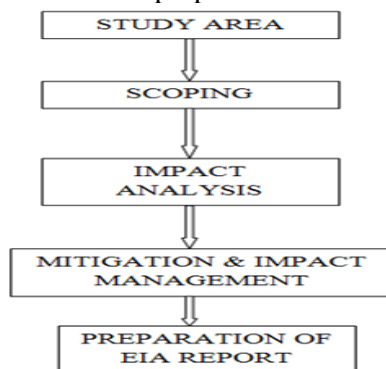 STUDY AREA
SCOPING
IMPACT
ANALYSIS
MITIGATION & IMPACT
MANAGEMENT
PREPARATION OF
EIA REPORT